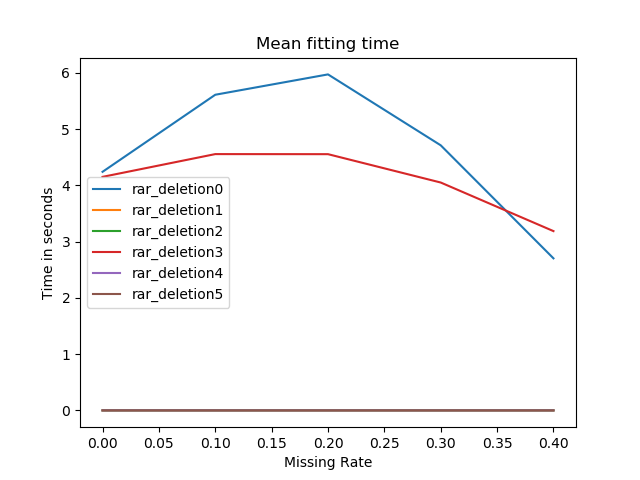 Mean fitting time
Time in seconds
6
5
4
3
2
1
0
rar_deletion0
rar_deletion1
rar_deletion2
rar_deletion3
rar_deletion4
rar_deletion5
0.00 0.05 0.10 0.15 0.20 0.25 0.30 0.35 0.40
Missing Rate